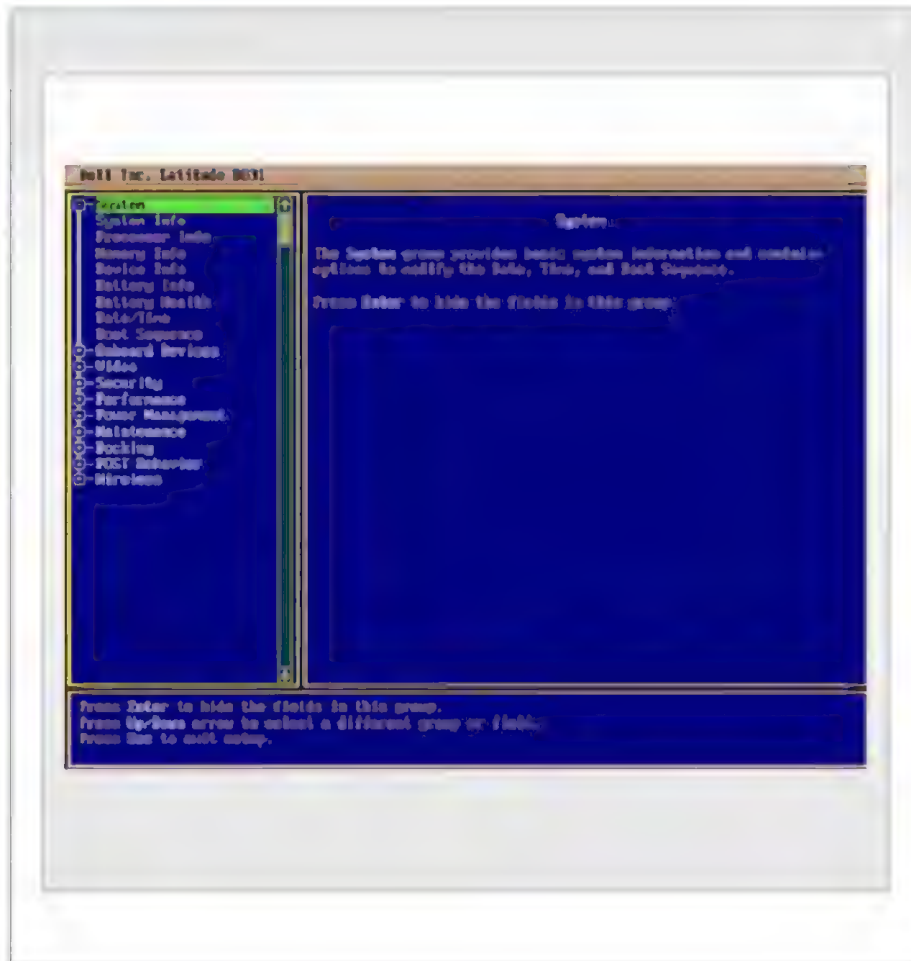 Dell Inc. Latitude
System
System Info
Processor Info
Memory Info
Device Info
Battery Info
Battery Health
Date/Time
Boot Sequence
Onboard Devices
Video
Security
Performance
Power Management
Maintenance
Docking
POST Behavior
Wireless
System
The System group provides basic system information and contains
options to modify the Date, Time, and Boot Sequence.
Press Enter to hide the fields in this group.
Press Enter to hide the fields in this group.
Press Up/Down arrow to select a different group or field.
Press Esc to exit setup.